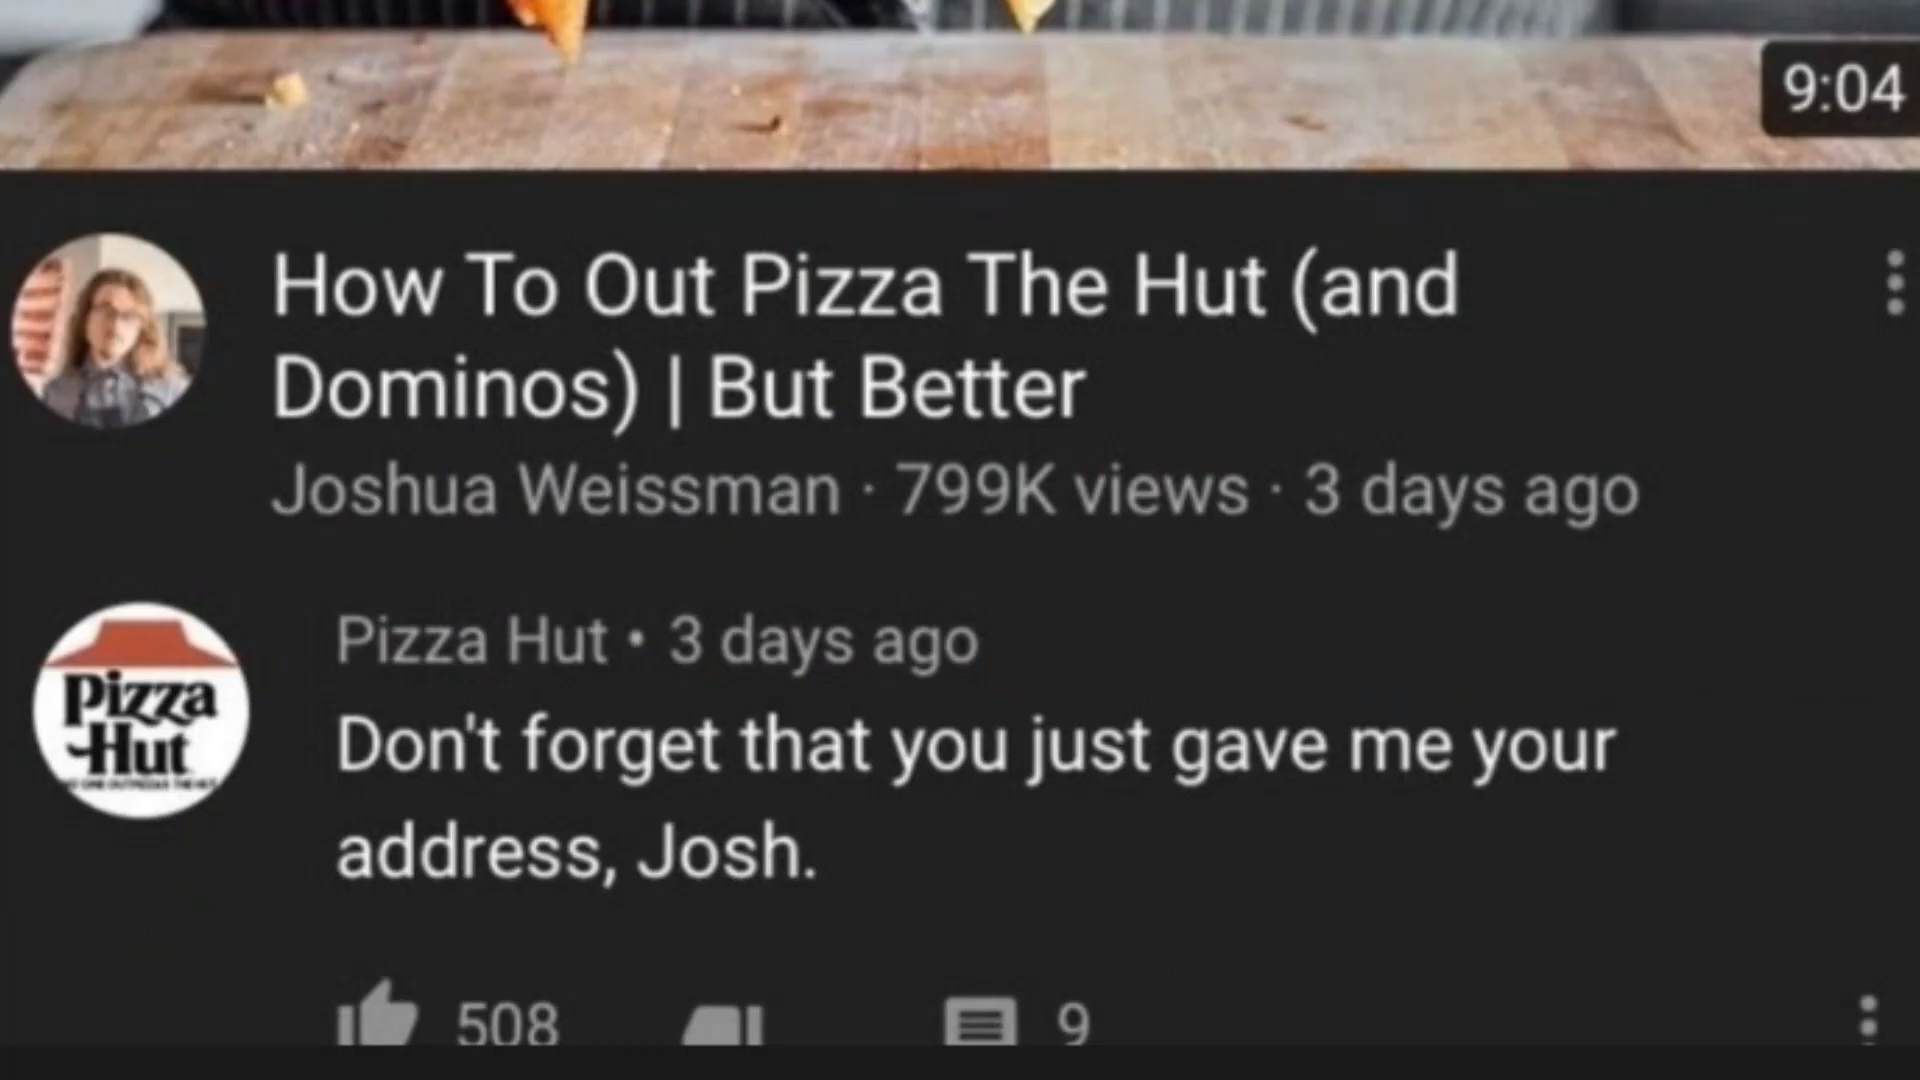 9:04
How To Out Pizza The Hut (and
Dominos) | But Better
Joshua Weissman · 799K views · 3 days ago
Pizza Hut • 3 days ago
Pizza
Hut
Don't forget that you just gave me your
address, Josh.
508
9